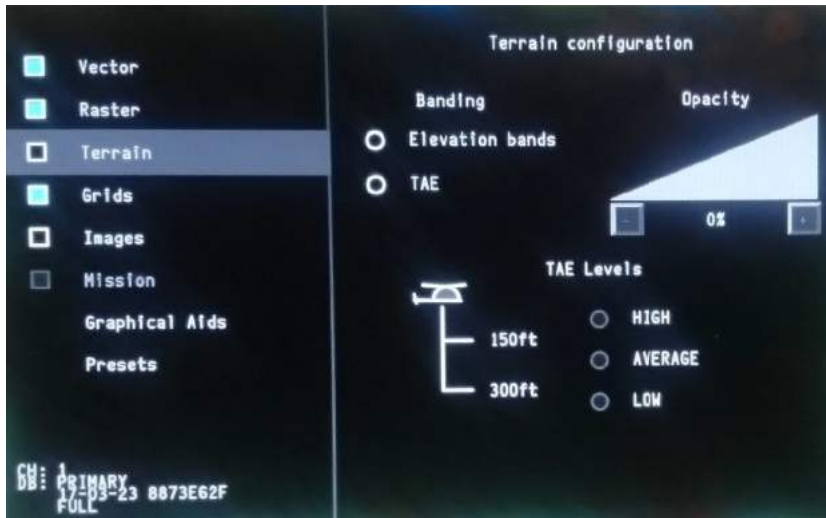 Vector
Raster
Terrain
Grids
Images
Mission
Graphical Aids
Presets
CH: 1
DB: PRIMARY
17-03-23 8873E62F
FULL
Terrain configuration
Banding
Opacity
Elevation bands
TAE
- 0% +
TAE Levels
150ft
300ft
HIGH
AVERAGE
LOW